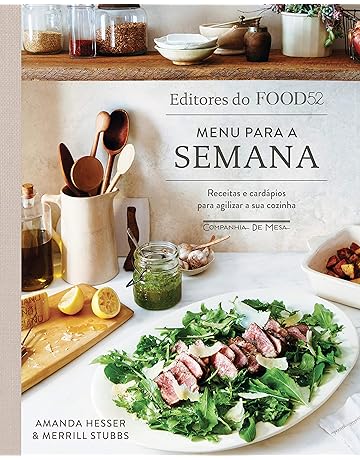 Editores do FOOD52
MENU PARA A
SEMANA
Receitas e cardápios
para agilizar a sua cozinha
COMPANHIA DE MESA
AMANDA HESSER
& MERRILL STUBBS